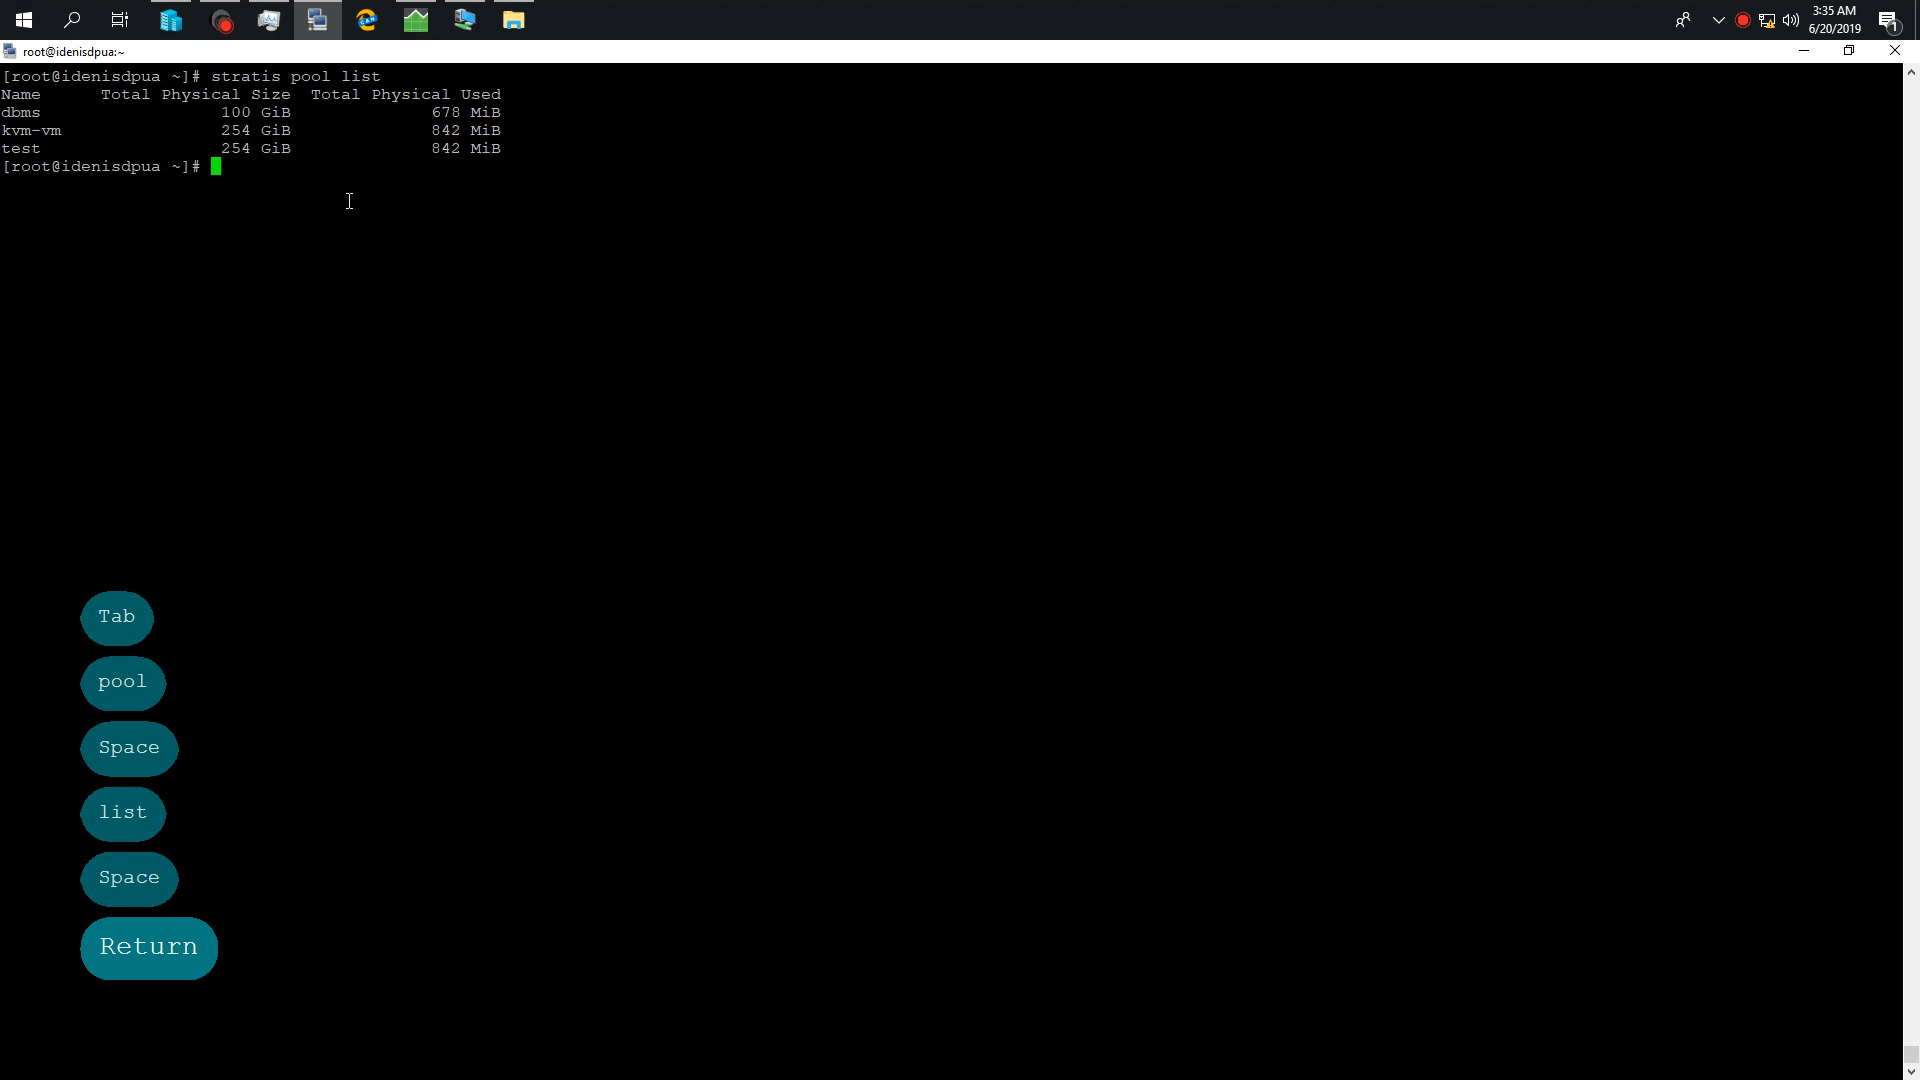 3:35 AM
6/20/2019
1
root@idenisdpua:~
[root@idenisdpua ~]# stratis pool list
Name      Total Physical Size  Total Physical Used
dbms                  100 GiB              678 MiB
kvm-vm                254 GiB              842 MiB
test                  254 GiB              842 MiB
[root@idenisdpua ~]#
Tab
pool
Space
list
Space
Return